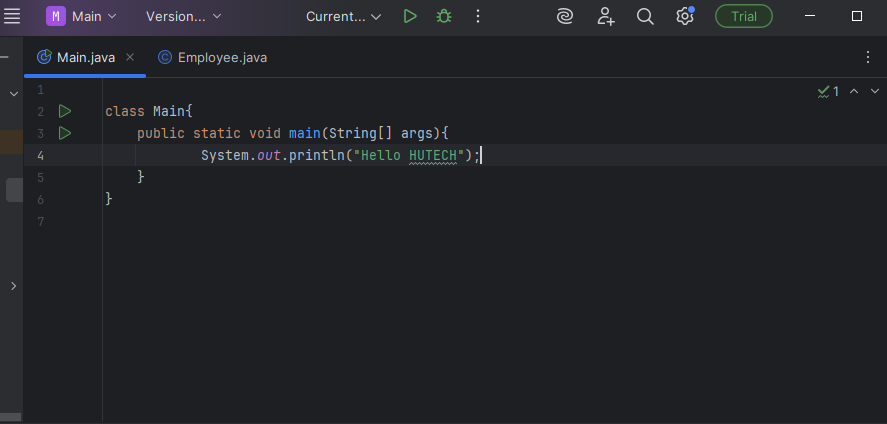 M Main Version... Current... Trial
Main.java Employee.java
1
1
2 class Main{
3 public static void main(String[] args){
4 System.out.println("Hello HUTECH");
5 }
6 }
7